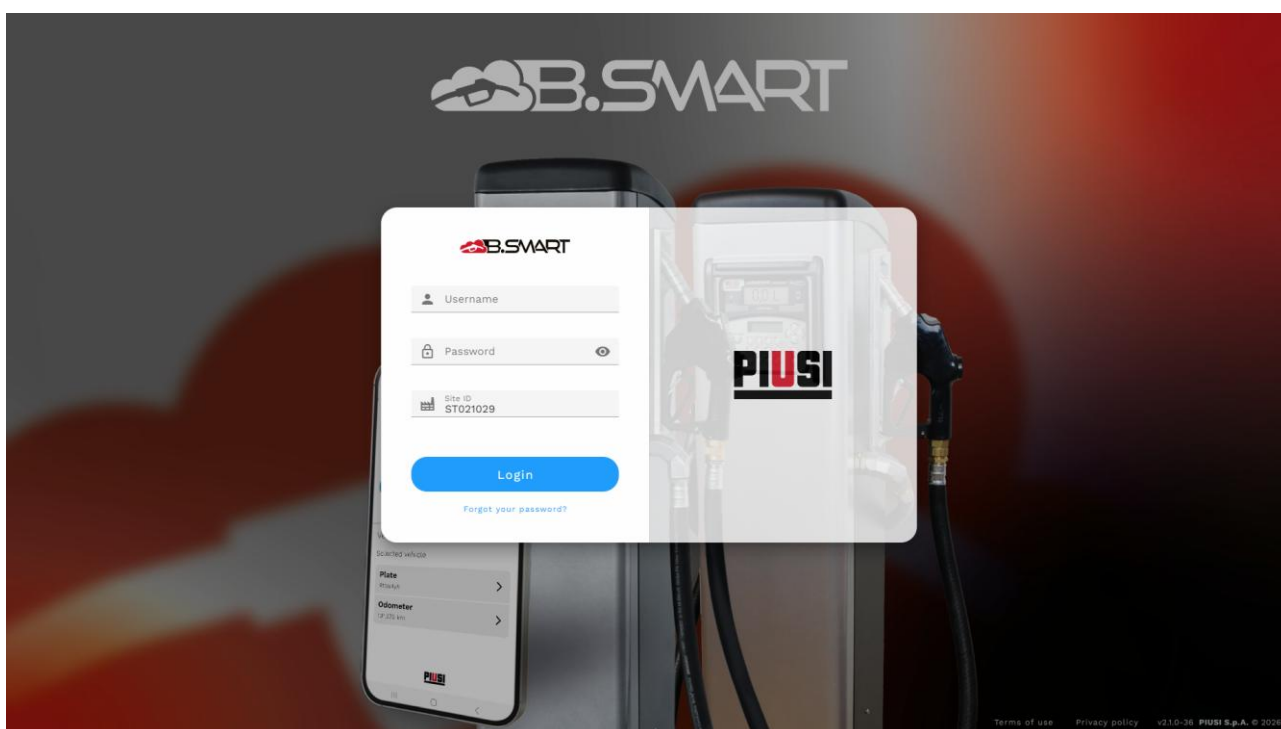 B.SMART
B.SMART
Username
Password
Site ID
ST021029
Login
Forgot your password?
PIUSI
Selected vehicle
Plate
Odometer
PIUSI
Terms of use Privacy policy v2.1.0-36 PIUSI S.p.A. © 2026